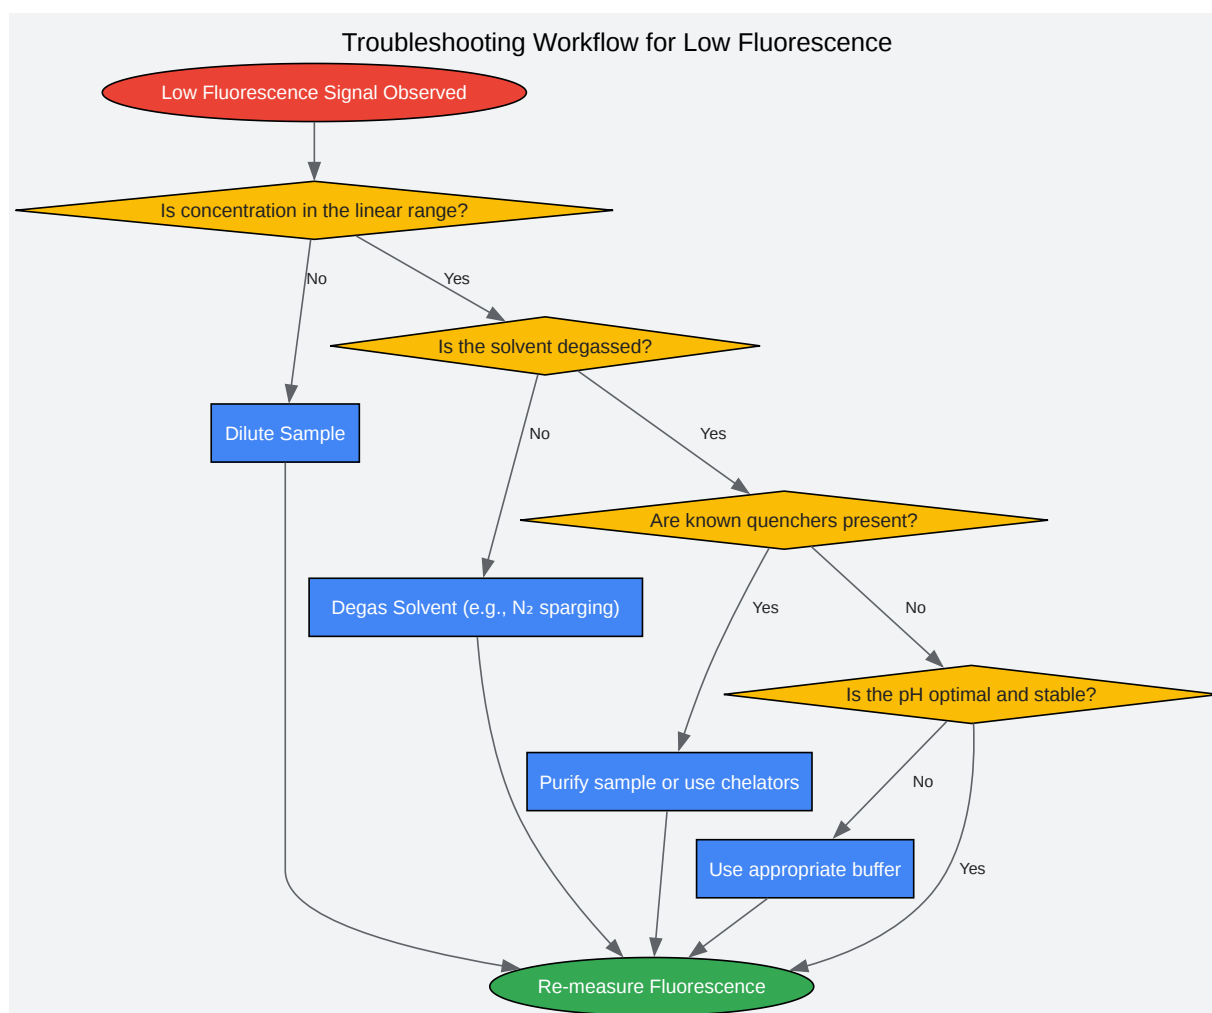 Troubleshooting Workflow for Low Fluorescence
Low Fluorescence Signal Observed
Is concentration in the linear range?
No
Yes
Is the solvent degassed?
Dilute Sample
No
Yes
Are known quenchers present?
Degas Solvent (e.g., N₂ sparging)
Yes
No
Is the pH optimal and stable?
Purify sample or use chelators
No
Use appropriate buffer
Yes
Re-measure Fluorescence